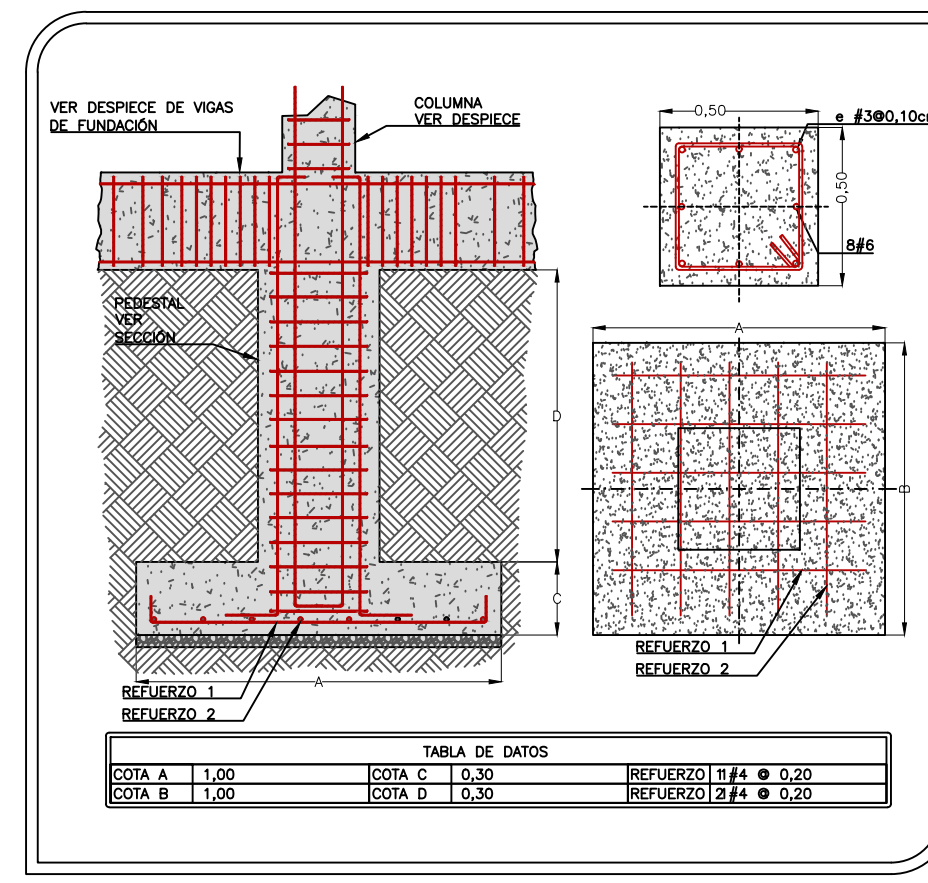 VER DESPIECE DE VIGAS
DE FUNDACIÓN
COLUMNA
VER DESPIECE
0,50
e #3@0,10c
0,50
8#6
PEDESTAL
VER
SECCIÓN
D
C
A
REFUERZO 1
REFUERZO 2
A
B
REFUERZO 1
REFUERZO 2
TABLA DE DATOS
COTA A 1,00 COTA C 0,30 REFUERZO 1 1#4 @ 0,20
COTA B 1,00 COTA D 0,30 REFUERZO 2 #4 @ 0,20